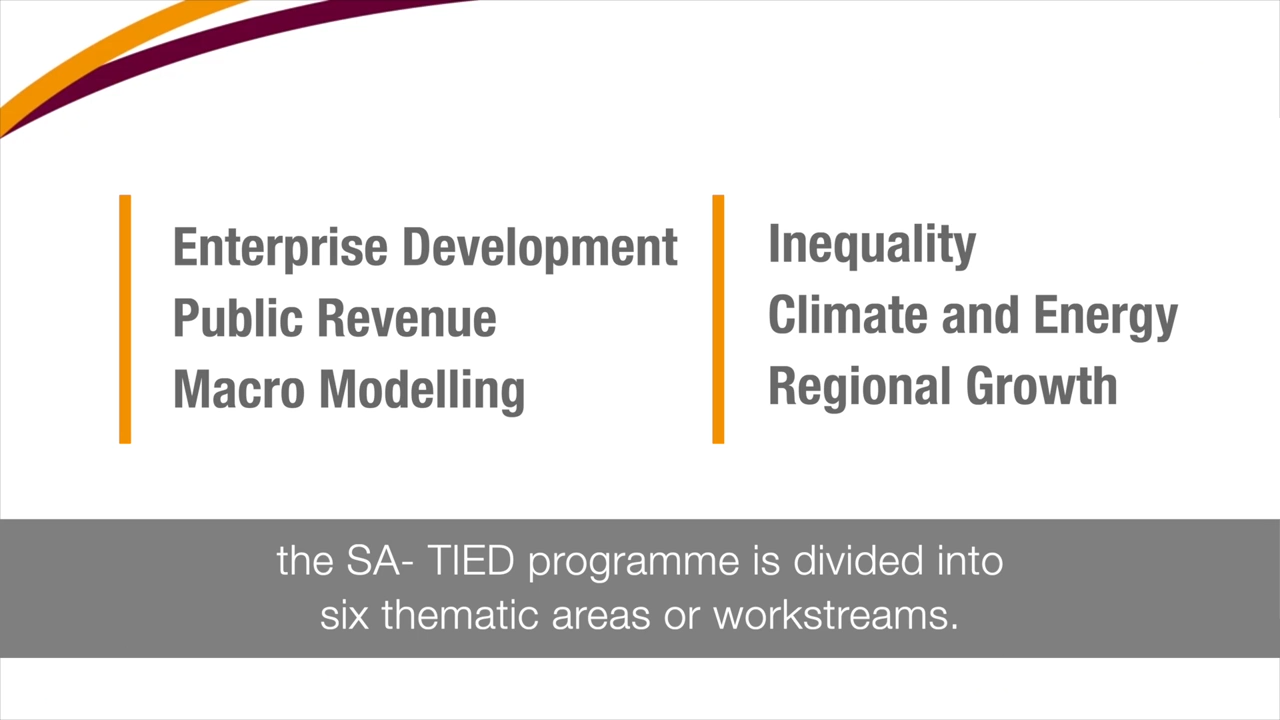 Enterprise Development
Public Revenue
Macro Modelling
Inequality
Climate and Energy
Regional Growth
the SA- TIED programme is divided into
six thematic areas or workstreams.